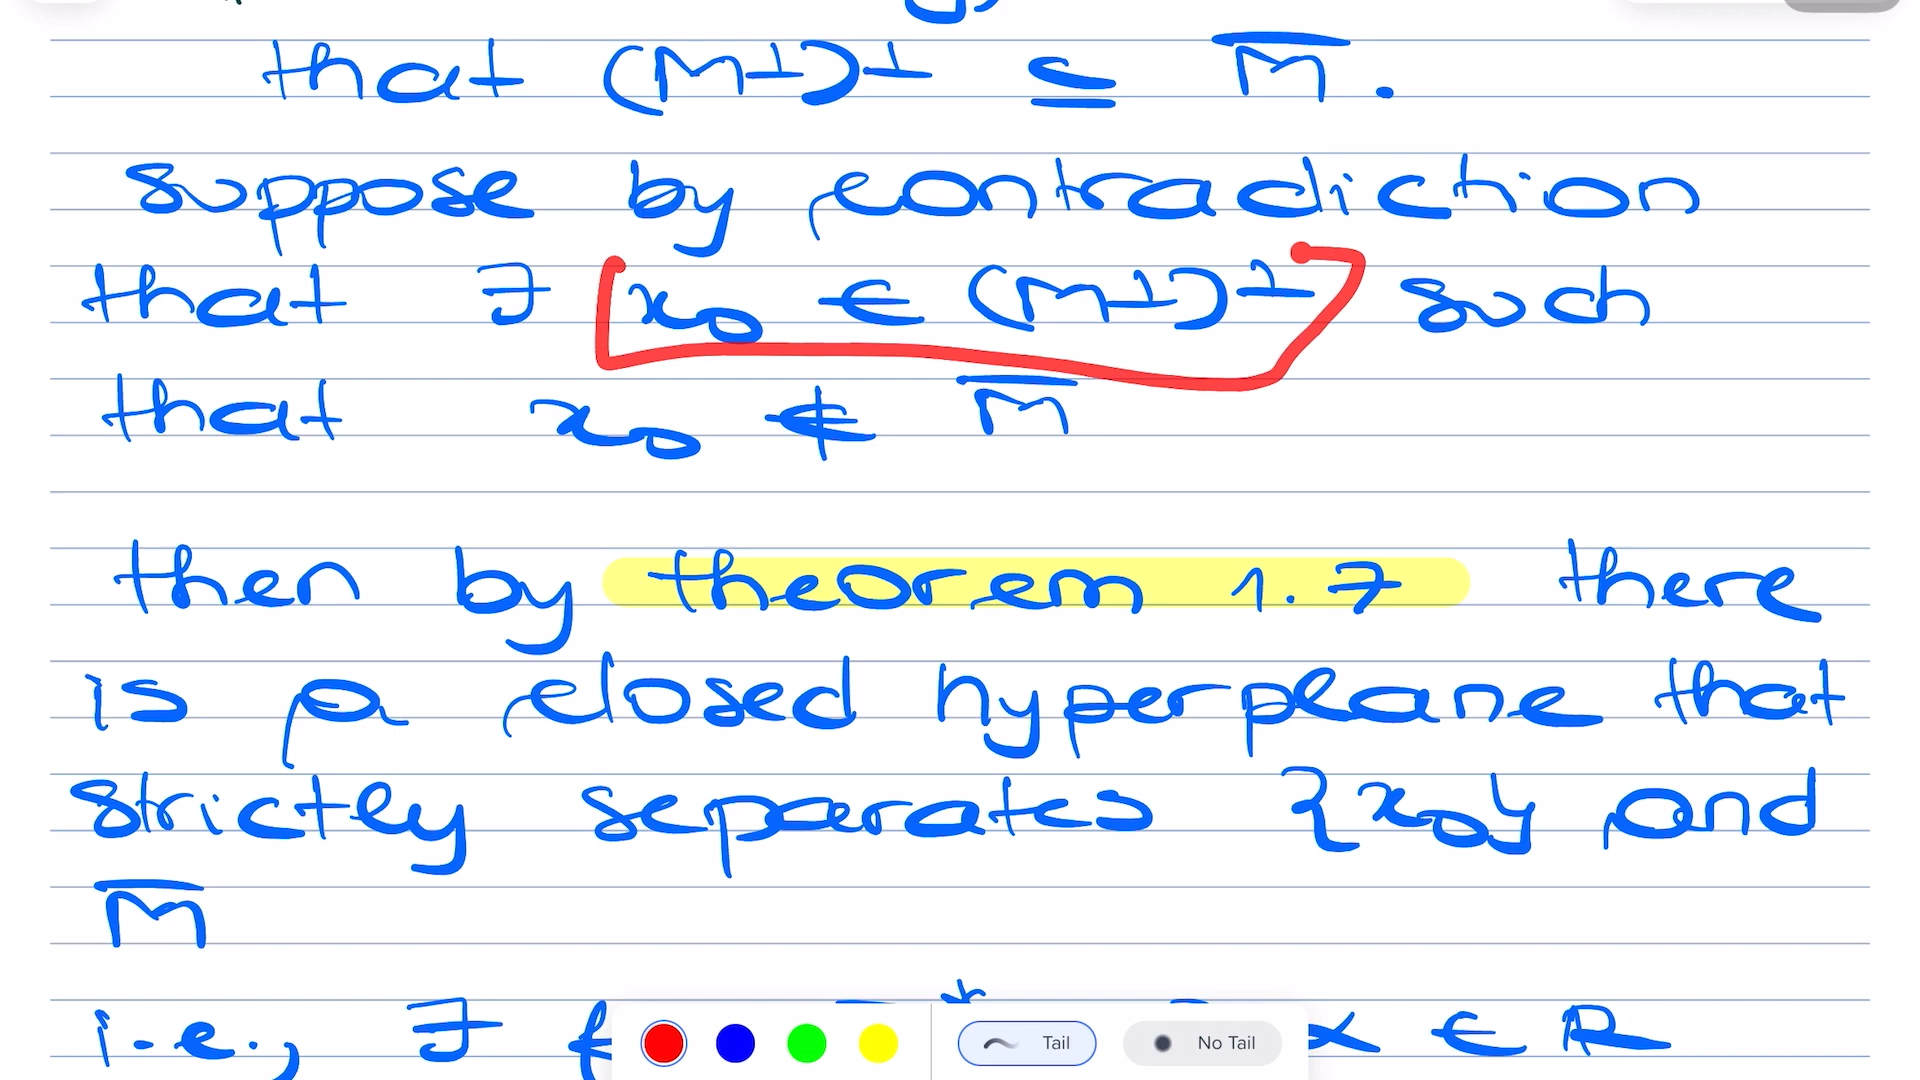 that (M⊥)⊥ ⊆ M̅.
suppose by contradiction
that ∃ x₀ ∈ (M⊥)⊥ such
that x₀ ∉ M̅
then by theorem 1.7 there
is a closed hyperplane that
strictly separates {x₀} and
M̅
i.e., ∃ f α ∈ R
Tail No Tail